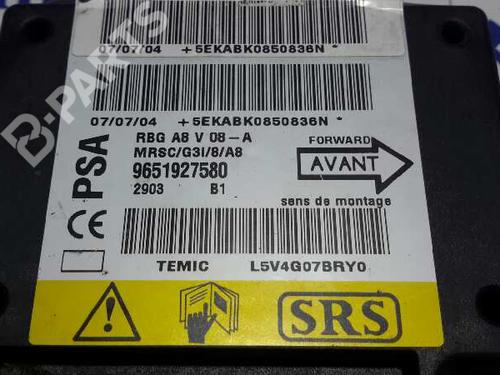 07/07/04 +5EKABK0850836N *
07/07/04 +5EKABK0850836N *
PSA
RBG A8 V 08-A
MRSC/G3I/8/A8
9651927580
2903 B1
FORWARD
AVANT
sens de montage
CE
TEMIC L5V4G07BRY0
SRS
B-PARTS